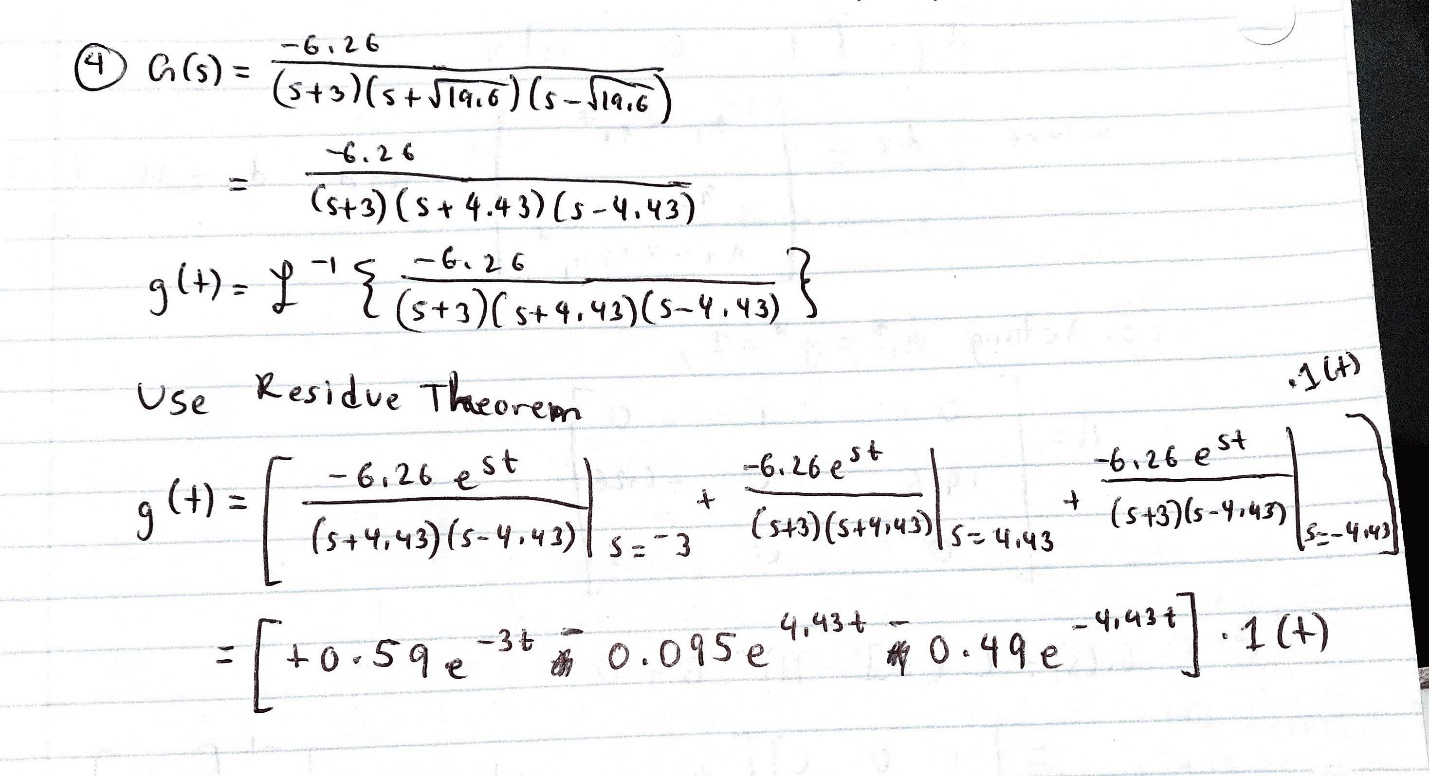 ④ G(s) = -6.26 / (s+3)(s+√19.6)(s-√19.6)
= -6.26 / (s+3)(s+4.43)(s-4.43)
g(t) = ℒ⁻¹ { -6.26 / (s+3)(s+4.43)(s-4.43) }
Use Residue Theorem
g(t) = [ -6.26 e^st / (s+4.43)(s-4.43) | s=-3 + -6.26 e^st / (s+3)(s+4.43) | s=4.43 + -6.26 e^st / (s+3)(s-4.43) | s=-4.43 ] .1(t)
= [ +0.59 e^-3t - 0.095 e^4.43t - 0.49 e^-4.43t ] . 1(t)